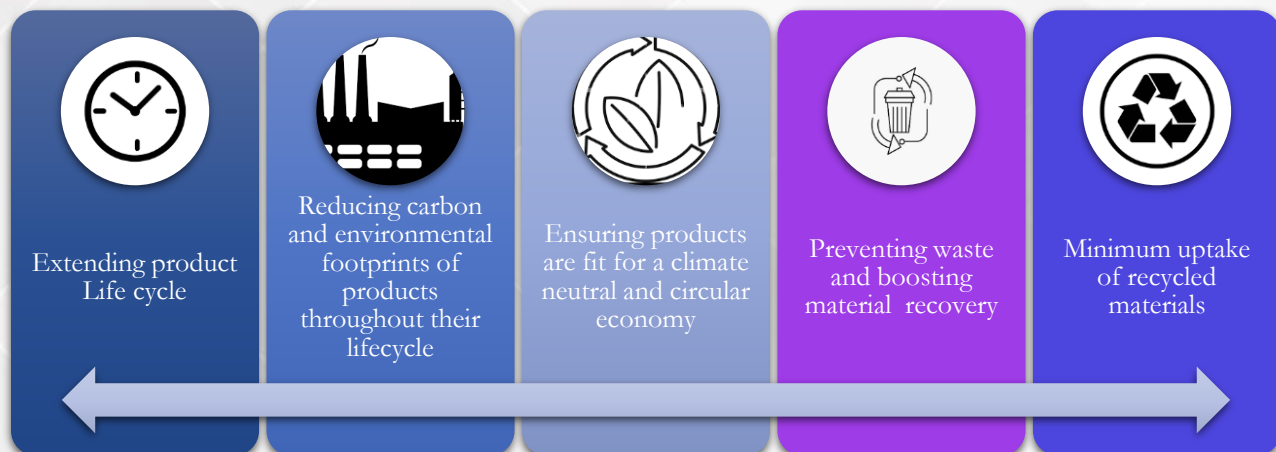 Extending product
Life cycle
Reducing carbon
and environmental
footprints of
products
throughout their
lifecycle
Ensuring products
are fit for a climate
neutral and circular
economy
Preventing waste
and boosting
material  recovery
Minimum uptake
of recycled
materials